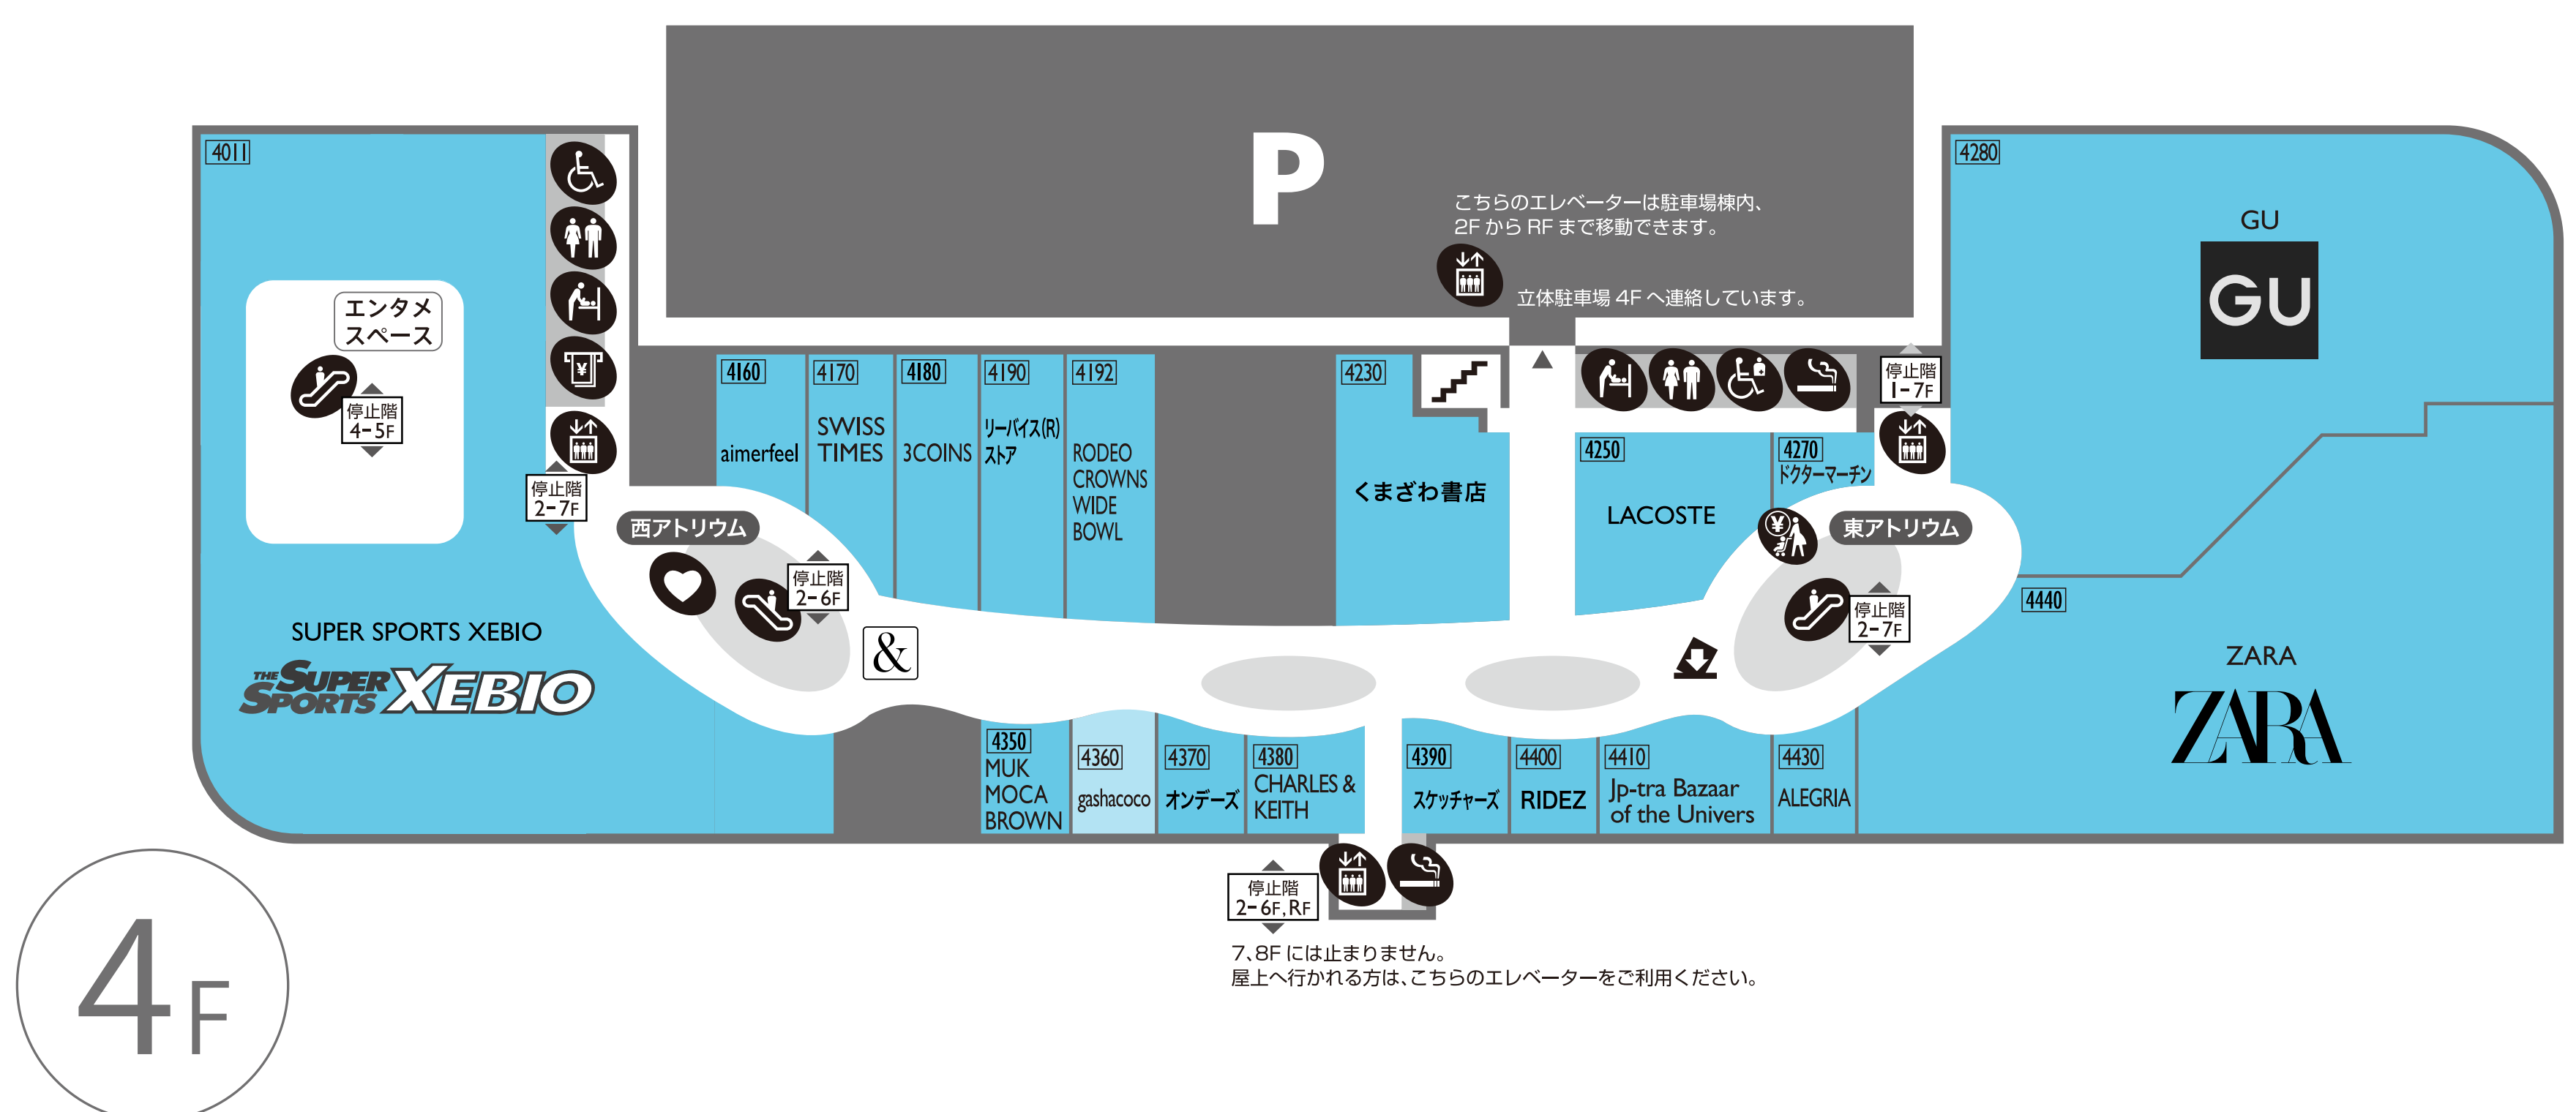 P
こちらのエレベーターは駐車場棟内、
2FからRFまで移動できます。
立体駐車場4Fへ連絡しています。
4011
エンタメ
スペース
停止階
4-5F
停止階
2-7F
SUPER SPORTS XEBIO
THE SUPER
SPORTS XEBIO
西アトリウム
停止階
2-6F
&
4160
aimerfeel
4170
SWISS
TIMES
4180
3COINS
4190
リーバイス(R)
ストア
4192
RODEO
CROWNS
WIDE
BOWL
4230
くまざわ書店
4250
LACOSTE
4270
ドクターマーチン
停止階
1-7F
東アトリウム
停止階
2-7F
4280
GU
GU
4440
ZARA
ZARA
4350
MUK
MOCA
BROWN
4360
gashacoco
4370
オンデーズ
4380
CHARLES &
KEITH
4390
スケッチャーズ
4400
RIDEZ
4410
Jp-tra Bazaar
of the Univers
4430
ALEGRIA
停止階
2-6F,RF
7、8Fには止まりません。
屋上へ行かれる方は、こちらのエレベーターをご利用ください。
4F